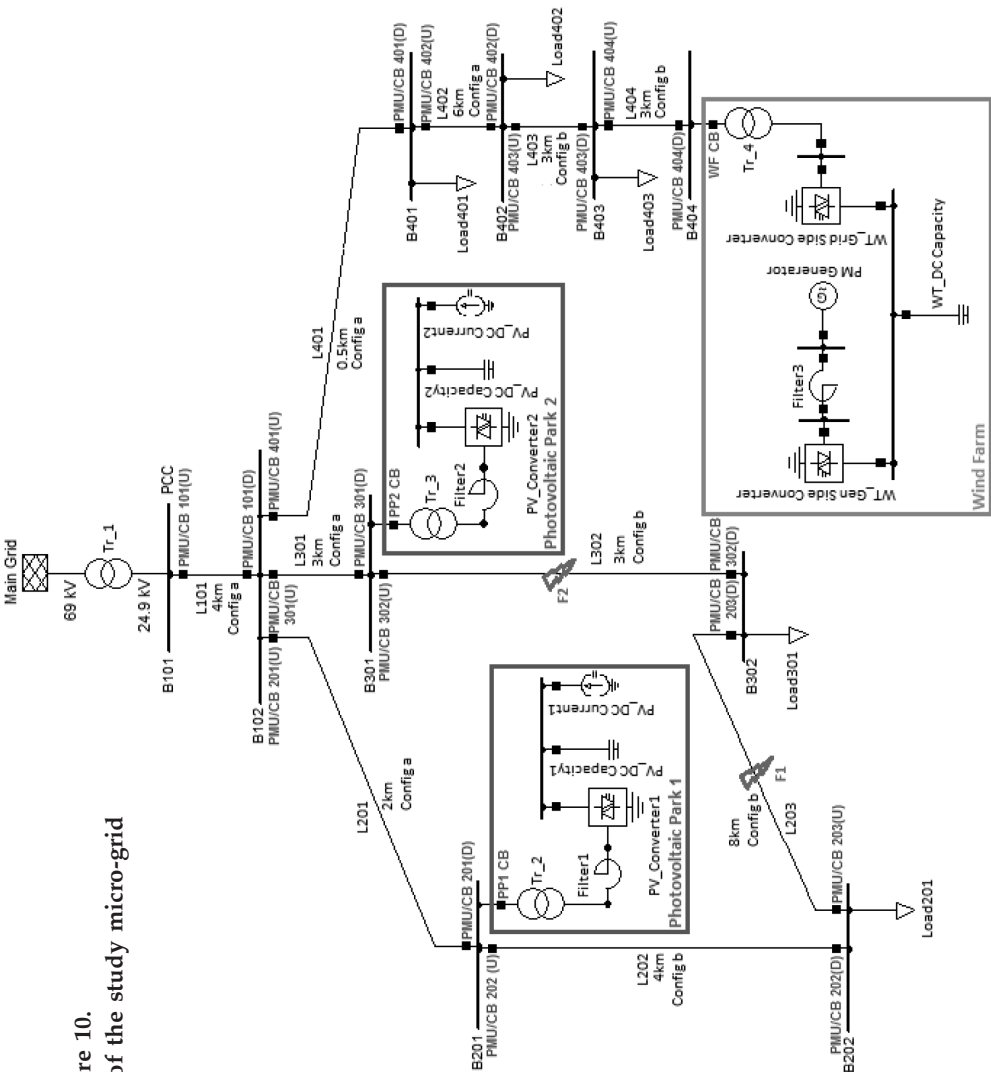 re 10.
of the study micro-grid
Main Grid
69 kV
Tr_1
24.9 kV
PCC
B101
PMU/CB 101(U)
L101
4km
Config a
PMU/CB 101(D)
B102
PMU/CB 201(U)
PMU/CB
301(U)
PMU/CB 401(U)
L201
2km
Config a
L301
3km
Config a
L401
0.5km
Config a
PMU/CB 301(D)
B301
PMU/CB 302(U)
PP2 CB
Tr_3
Filter2
PV_Converter2
PV_DC Capacity2
PV_DC Current2
Photovoltaic Park 2
L302
3km
Config b
F2
PMU/CB
203(D)
PMU/CB
302(D)
B302
Load301
PMU/CB 201(D)
B201
PMU/CB 202 (U)
PP1 CB
Tr_2
Filter1
PV_Converter1
PV_DC Capacity1
PV_DC Current1
Photovoltaic Park 1
L202
4km
Config b
8km
Config b
L203
F1
PMU/CB 202(D)
B202
PMU/CB 203(U)
Load201
PMU/CB 401(D)
B401
PMU/CB 402(U)
Load401
L402
6km
Config a
PMU/CB 402(D)
B402
PMU/CB 403(U)
Load402
L403
3km
Config b
PMU/CB 403(D)
B403
PMU/CB 404(U)
Load403
L404
3km
Config b
PMU/CB 404(D)
B404
WF CB
Tr_4
WT_Grid Side Converter
PM Generator
G
Filter3
WT_Gen Side Converter
WT_DC Capacity
Wind Farm